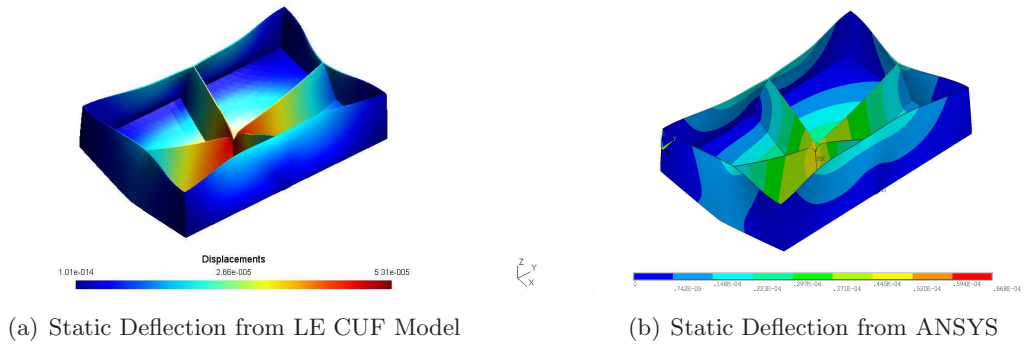 Displacements
1.01e-014 2.66e-005 5.31e-005
Z
Y
X
Y
MX
0 .148E-04 .297E-04 .445E-04 .594E-04
.742E-05 .223E-04 .371E-04 .520E-04 .668E-04
(a) Static Deflection from LE CUF Model
(b) Static Deflection from ANSYS